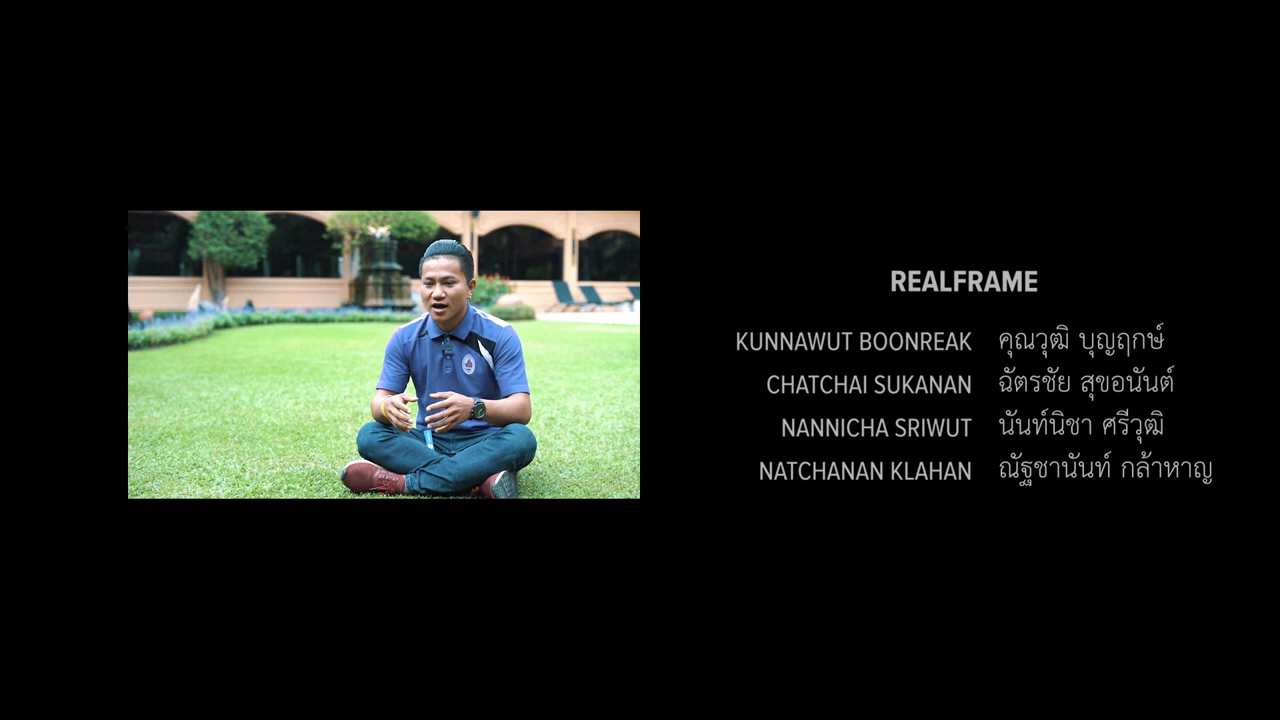 REALFRAME
KUNNAWUT BOONREAK คุณวุฒิ บุญฤกษ์
CHATCHAI SUKANAN ฉัตรชัย สุขอนันต์
NANNICHA SRIWUT นันท์นิชา ศรีวุฒิ
NATCHANAN KLAHAN ณัฐชานันท์ กล้าหาญ